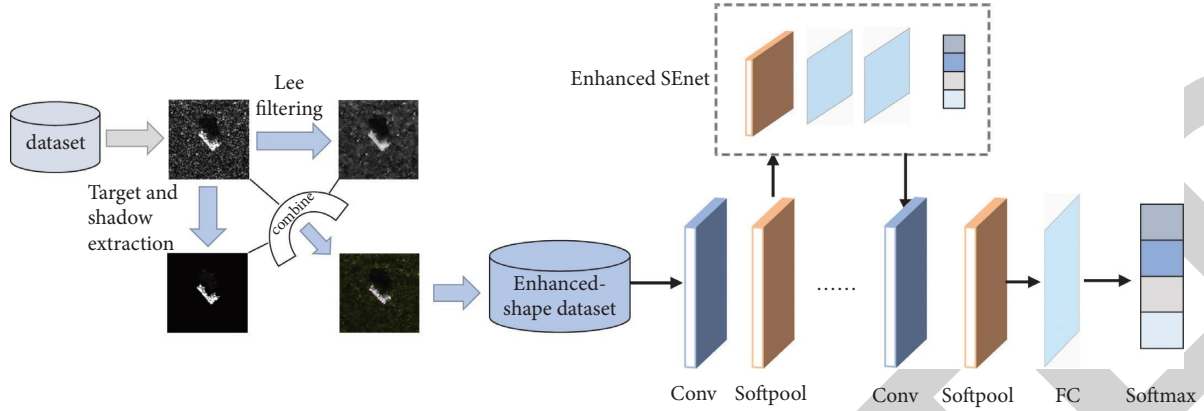 Enhanced SEnet
Lee
filtering
dataset
Target and
shadow
extraction
combine
Enhanced-
shape dataset
......
Conv
Softpool
Conv
Softpool
FC
Softmax